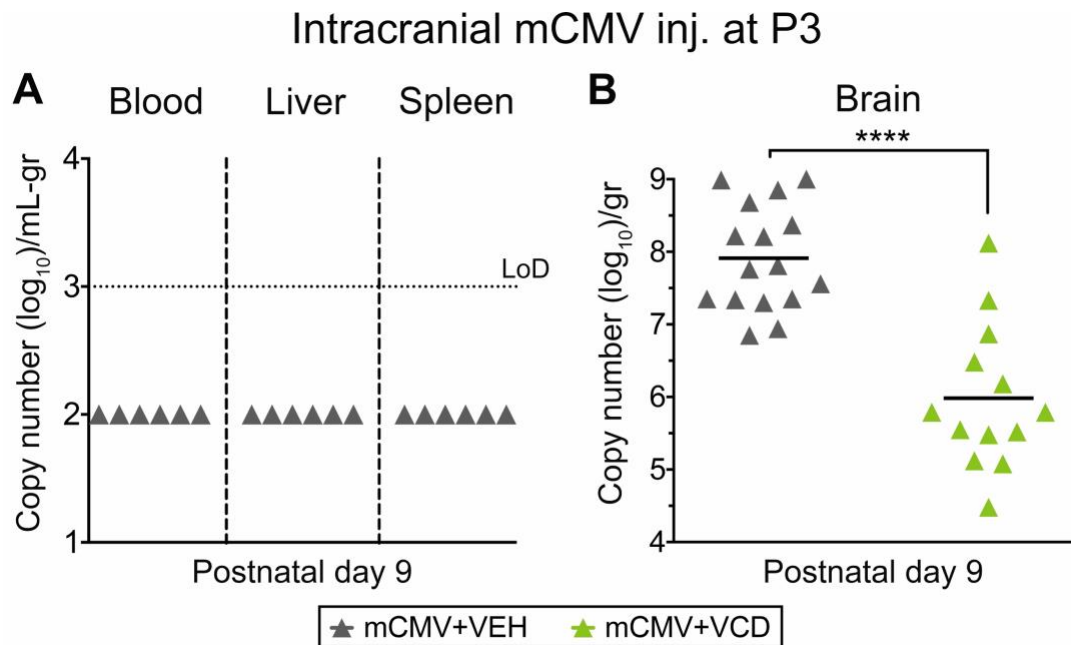 Intracranial mCMV inj. at P3
A
Blood Liver Spleen
Copy number (log10)/mL-gr
4
3
2
1
LoD
Postnatal day 9
B
Brain
****
Copy number (log10)/gr
9
8
7
6
5
4
Postnatal day 9
mCMV+VEH mCMV+VCD